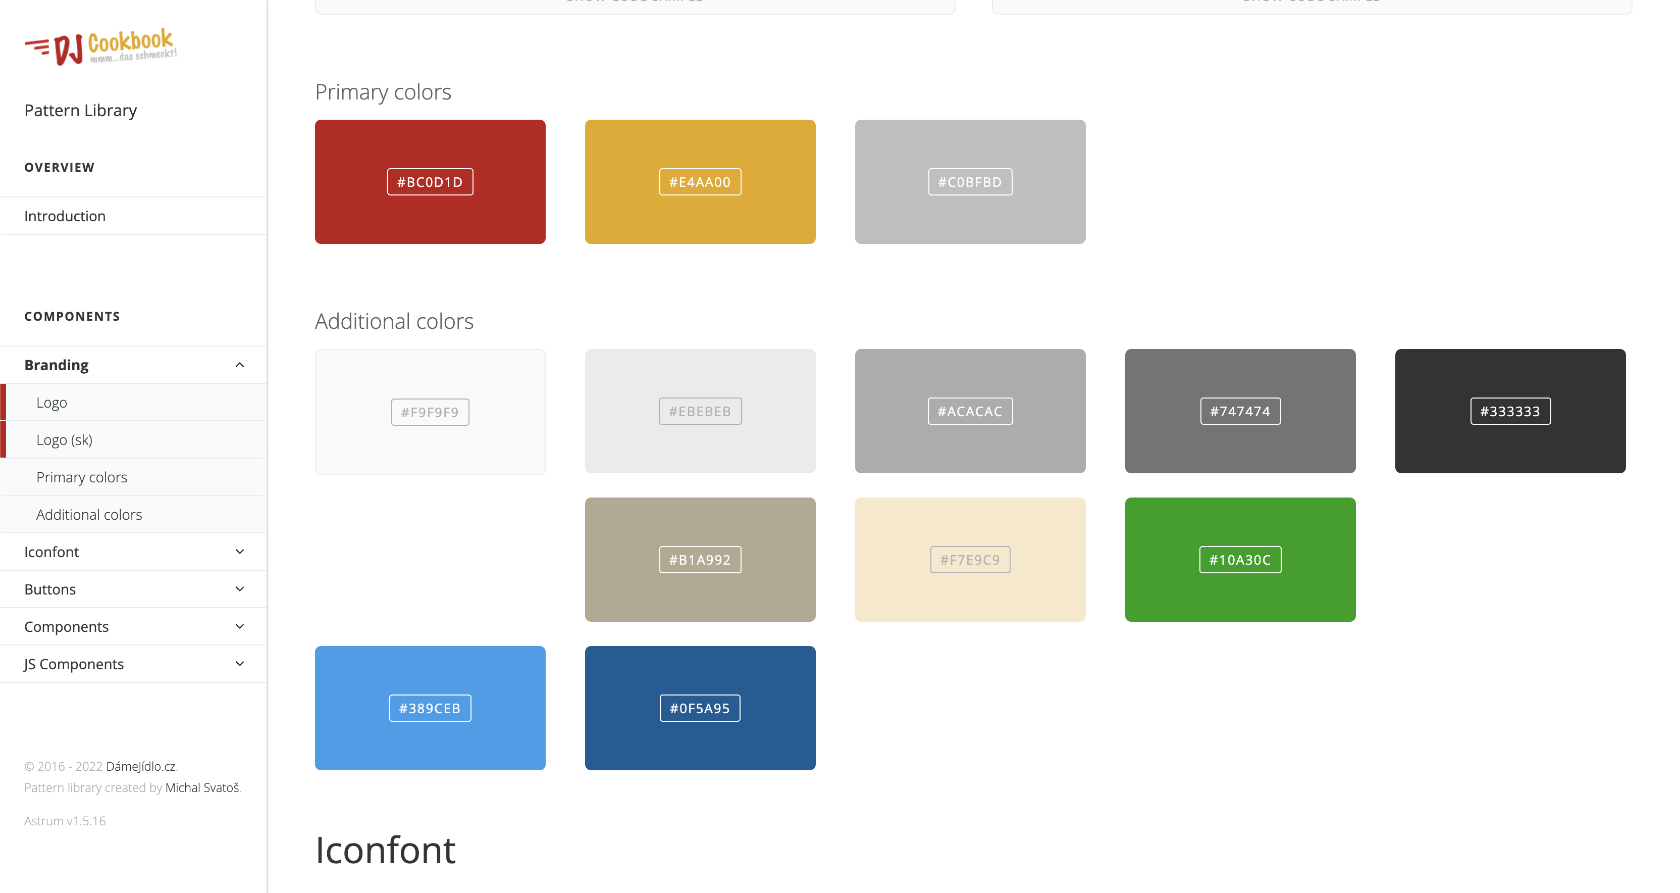 DJ Cookbook
mmm...das schmeckt!
Pattern Library
OVERVIEW
Introduction
COMPONENTS
Branding
Logo
Logo (sk)
Primary colors
Additional colors
Iconfont
Buttons
Components
JS Components
© 2016 - 2022 DámeJídlo.cz.
Pattern library created by Michal Svatoš.
Astrum v1.5.16
Primary colors
#BC0D1D
#E4AA00
#C0BFBD
Additional colors
#F9F9F9
#EBEBEB
#ACACAC
#747474
#333333
#B1A992
#F7E9C9
#10A30C
#389CEB
#0F5A95
Iconfont